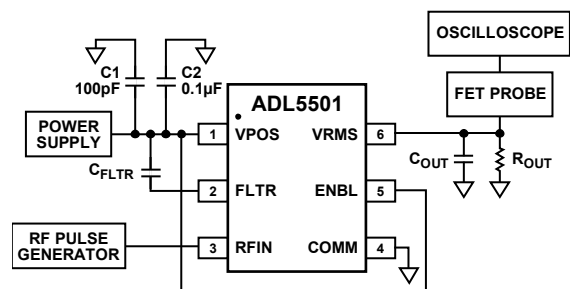 OSCILLOSCOPE
C1
100pF
C2
0.1µF
FET PROBE
ADL5501
POWER
SUPPLY
1
VPOS
VRMS
6
COUT
ROUT
CFLTR
2
FLTR
ENBL
5
RF PULSE
GENERATOR
3
RFIN
COMM
4